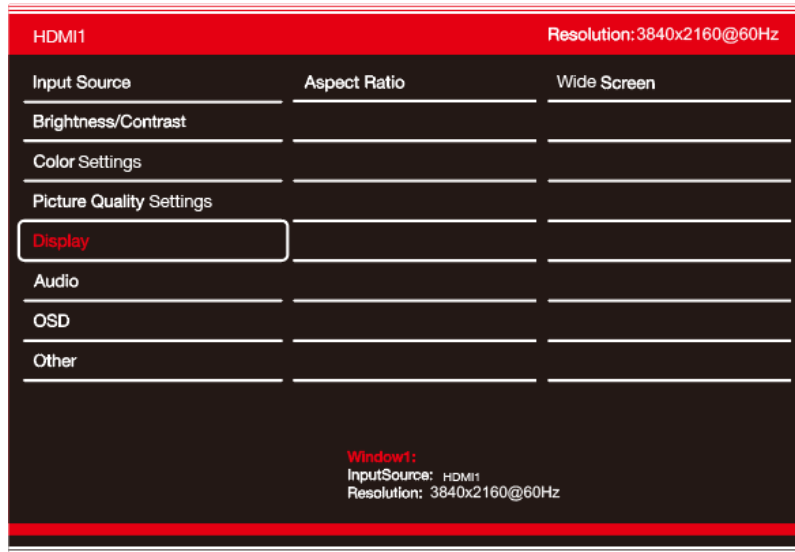 HDMI1 Resolution:3840x2160@60Hz
Input Source Aspect Ratio Wide Screen
Brightness/Contrast
Color Settings
Picture Quality Settings
Display
Audio
OSD
Other
Window1:
InputSource: HDMI1
Resolution: 3840x2160@60Hz